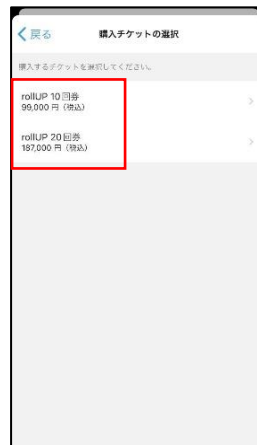 戻る 購入チケットの選択
購入するチケットを選択してください。
rollUP 10回券
99,000 円（税込）
rollUP 20回券
187,000 円（税込）